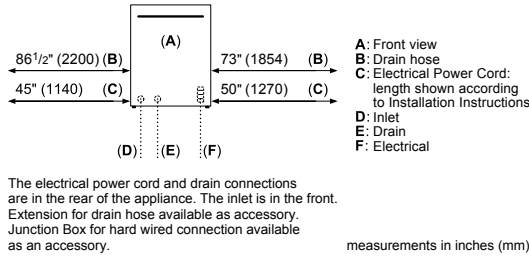 (A)
86 1/2" (2200) (B)
73" (1854) (B)
45" (1140) (C)
50" (1270) (C)
(D) (E) (F)
A: Front view
B: Drain hose
C: Electrical Power Cord:
length shown according
to Installation Instructions
D: Inlet
E: Drain
F: Electrical
The electrical power cord and drain connections
are in the rear of the appliance. The inlet is in the front.
Extension for drain hose available as accessory.
Junction Box for hard wired connection available
as an accessory.
measurements in inches (mm)